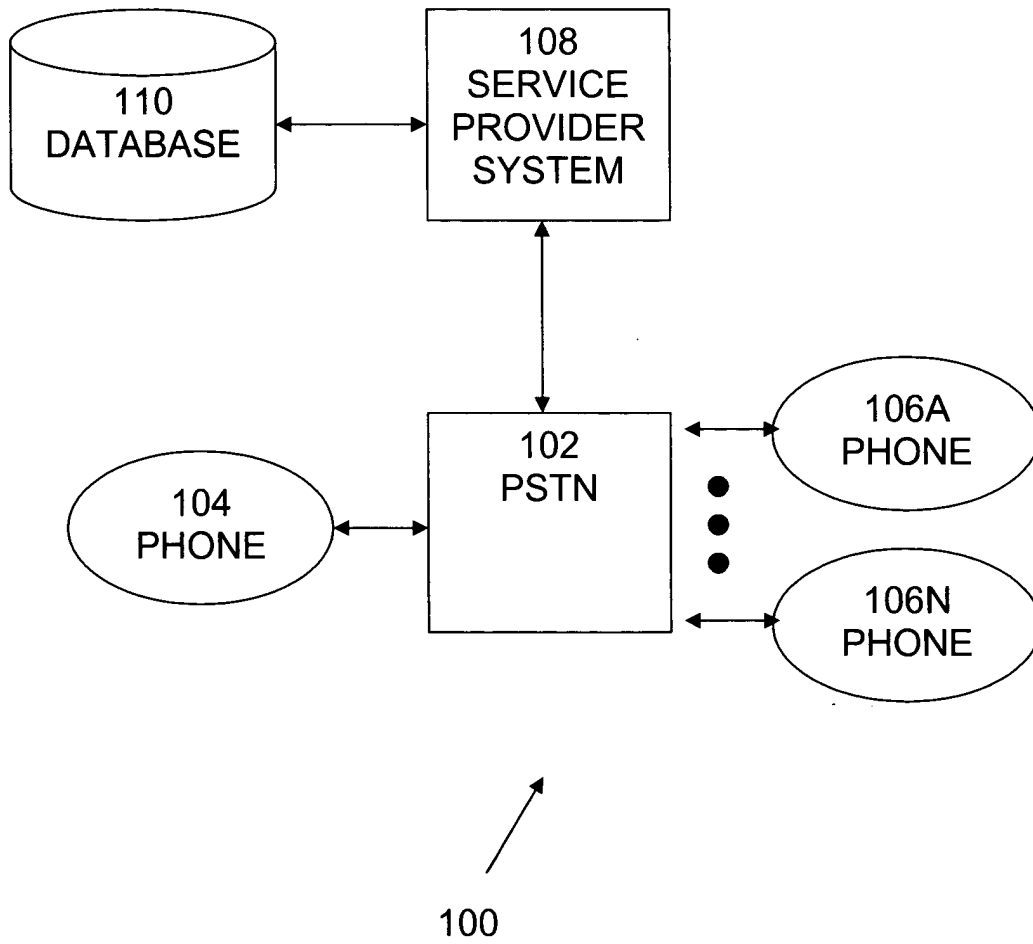 110
DATABASE
108
SERVICE
PROVIDER
SYSTEM
102
PSTN
104
PHONE
106A
PHONE
106N
PHONE
100